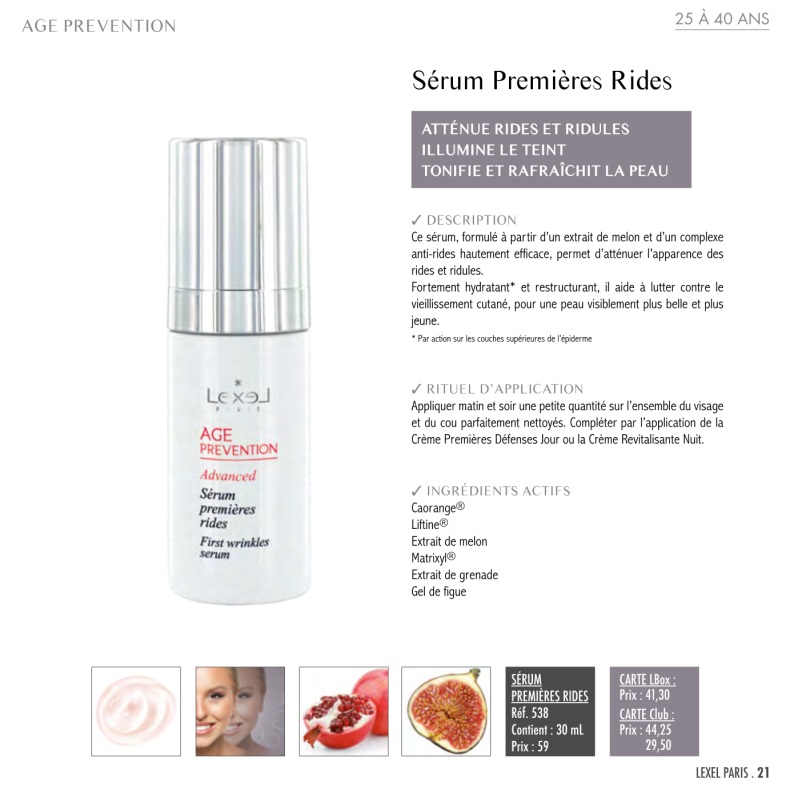 AGE PREVENTION
25 À 40 ANS
Sérum Premières Rides
ATTÉNUE RIDES ET RIDULES
ILLUMINE LE TEINT
TONIFIE ET RAFRAÎCHIT LA PEAU
✓ DESCRIPTION
Ce sérum, formulé à partir d’un extrait de melon et d’un complexe
anti-rides hautement efficace, permet d’atténuer l’apparence des
rides et ridules.
Fortement hydratant* et restructurant, il aide à lutter contre le
vieillissement cutané, pour une peau visiblement plus belle et plus
jeune.
* Par action sur les couches supérieures de l’épiderme
✓ RITUEL D’APPLICATION
Appliquer matin et soir une petite quantité sur l’ensemble du visage
et du cou parfaitement nettoyés. Compléter par l’application de la
Crème Premières Défenses Jour ou la Crème Revitalisante Nuit.
✓ INGRÉDIENTS ACTIFS
Caorange®
Liftine®
Extrait de melon
Matrixyl®
Extrait de grenade
Gel de figue
Lexel
PARIS
AGE
PREVENTION
Advanced
Sérum
premières
rides
First wrinkles
serum
SÉRUM
PREMIÈRES RIDES
Réf. 538
Contient : 30 mL
Prix : 59
CARTE LBox :
Prix : 41,30
CARTE Club :
Prix : 44,25
29,50
LEXEL PARIS . 21